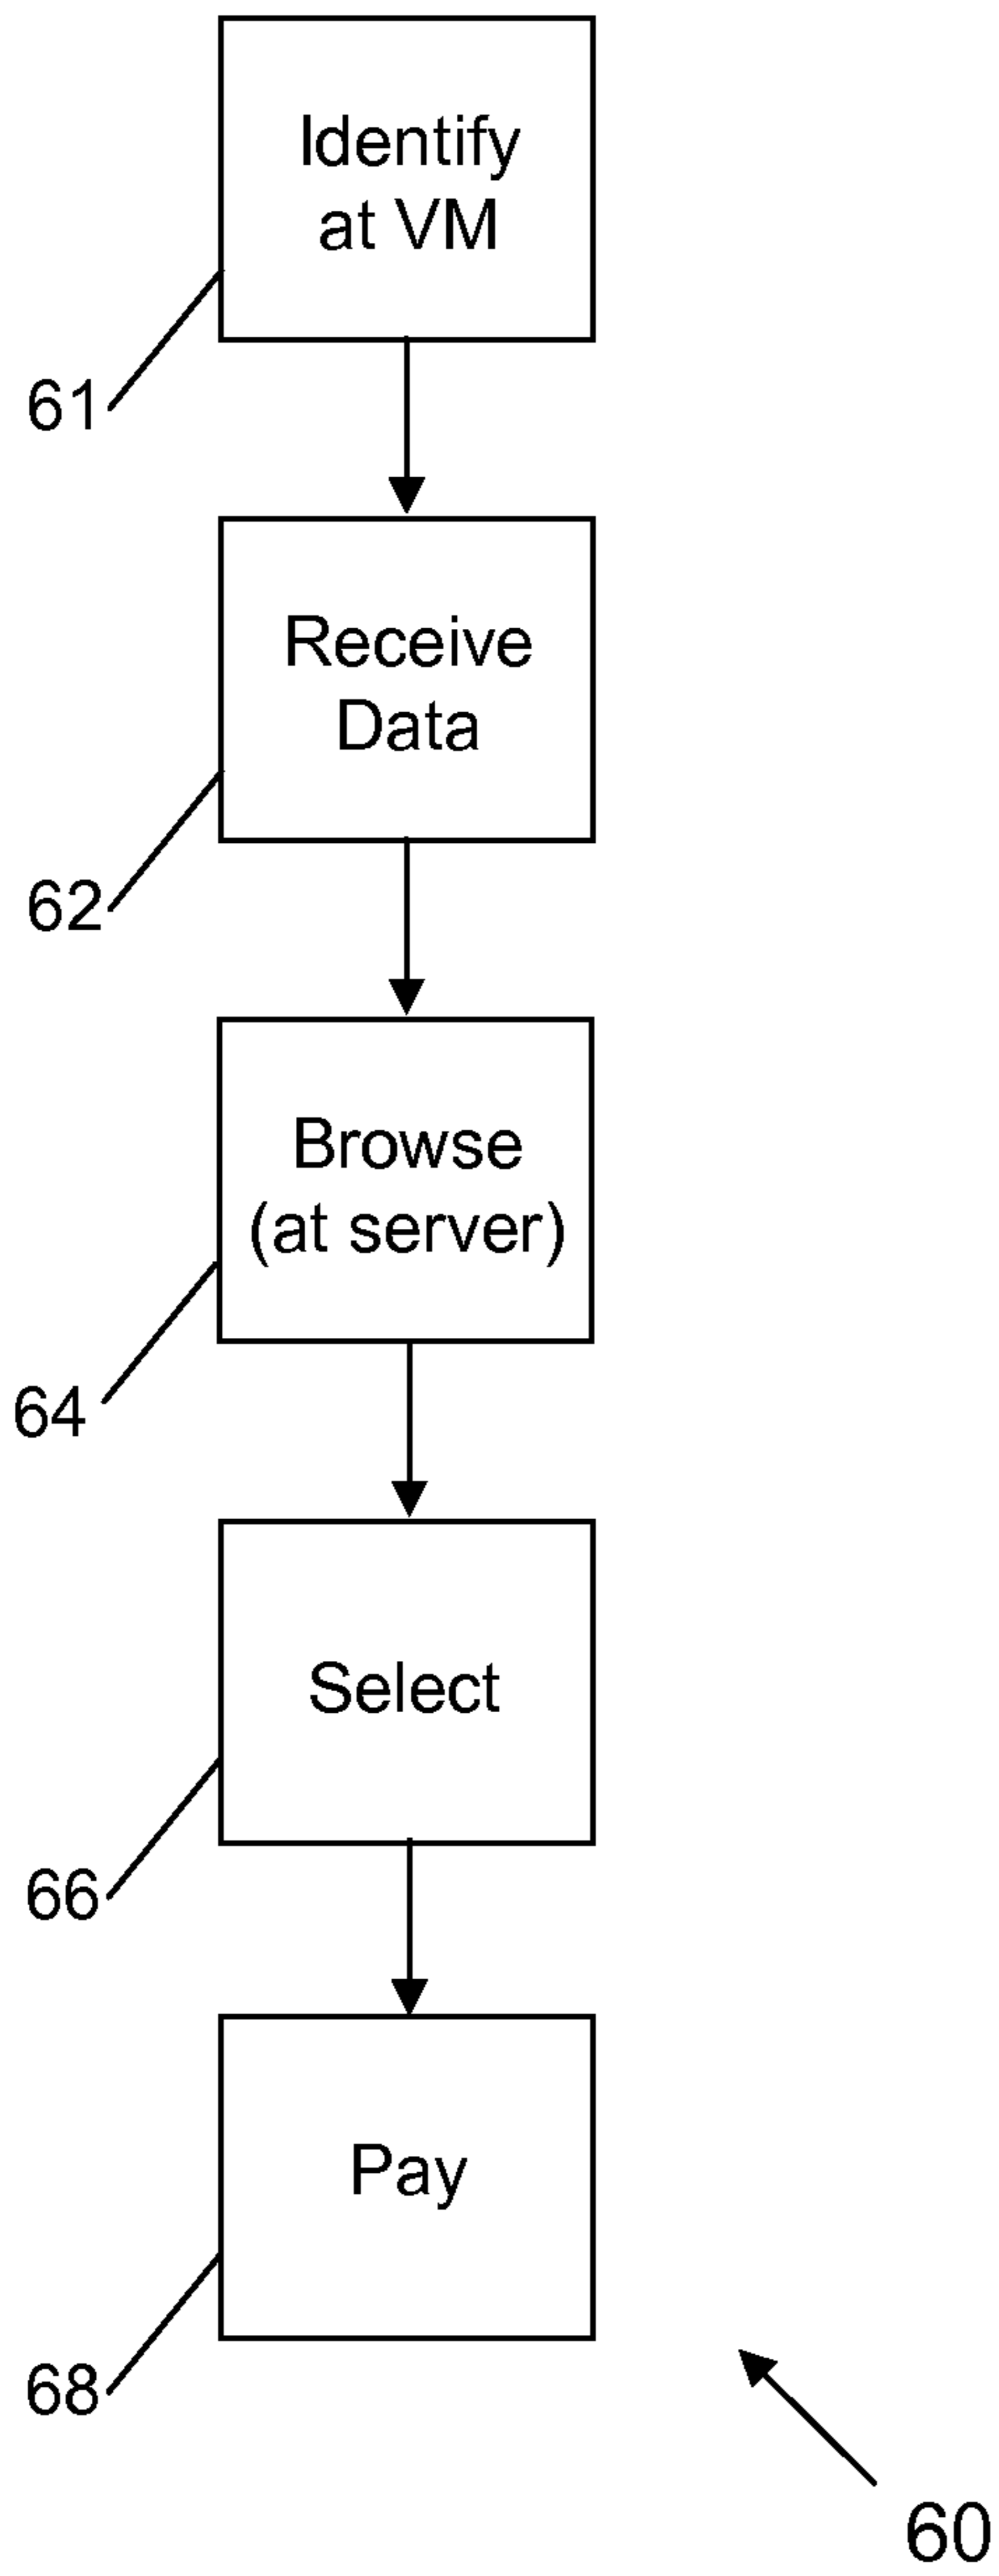 Identify
at VM
61
Receive
Data
62
Browse
(at server)
64
Select
66
Pay
68
60